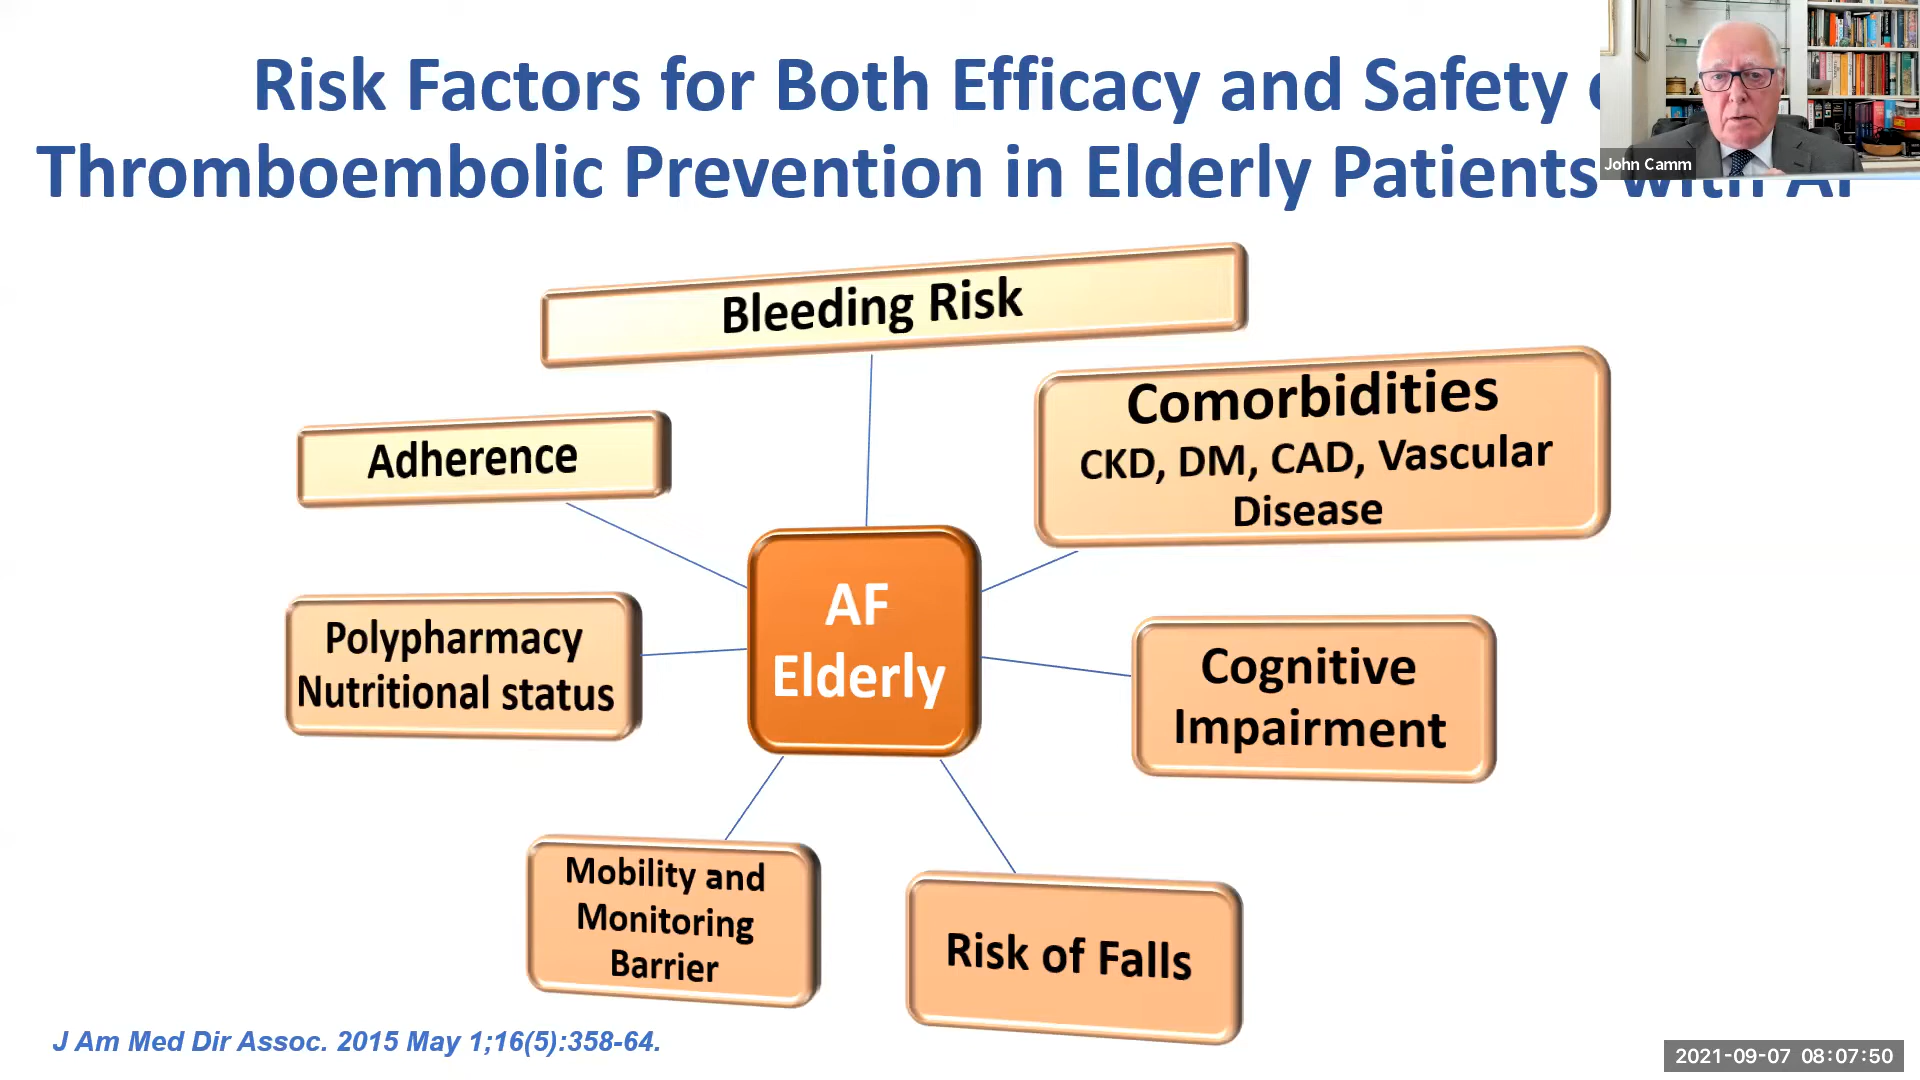 Risk Factors for Both Efficacy and Safety
Thromboembolic Prevention in Elderly Patients with AF
John Camm
Bleeding Risk
Comorbidities
CKD, DM, CAD, Vascular
Disease
Adherence
AF
Elderly
Polypharmacy
Nutritional status
Cognitive
Impairment
Mobility and
Monitoring
Barrier
Risk of Falls
J Am Med Dir Assoc. 2015 May 1;16(5):358-64.
2021-09-07 08:07:50